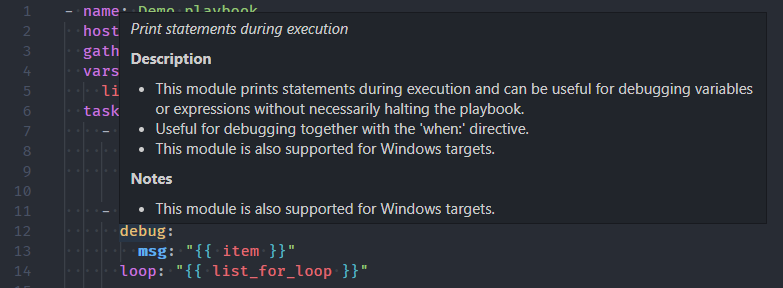 1 - name: Demo playbook
2 host
Print statements during execution
3 gath
4 vars
Description
5 li
This module prints statements during execution and can be useful for debugging variables
6 task
or expressions without necessarily halting the playbook.
7 -
Useful for debugging together with the 'when:' directive.
8
This module is also supported for Windows targets.
9
Notes
10
11 -
This module is also supported for Windows targets.
12 debug:
13 msg: "{{ item }}"
14 loop: "{{ list_for_loop }}"